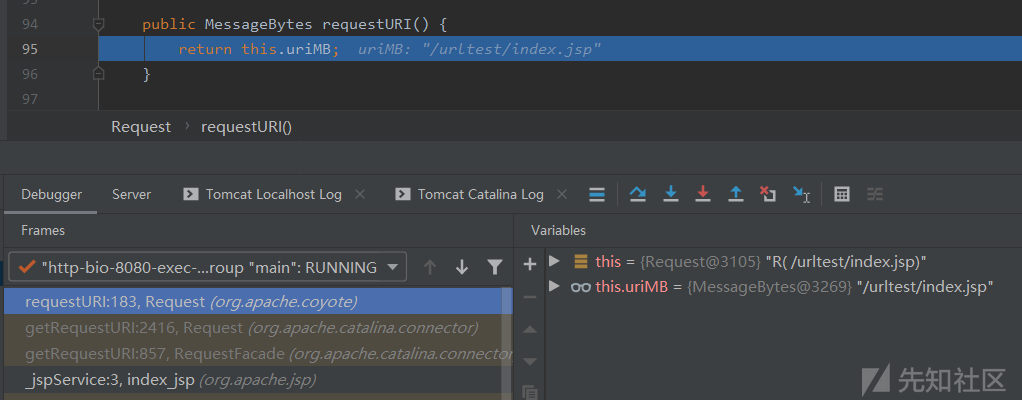 94 public MessageBytes requestURI() {
95 return this.uriMB; uriMB: "/urltest/index.jsp"
96 }
97
Request › requestURI()
Debugger Server Tomcat Localhost Log × Tomcat Catalina Log ×
Frames Variables
"http-bio-8080-exec-...roup "main": RUNNING
this = {Request@3105} "R( /urltest/index.jsp)"
this.uriMB = {MessageBytes@3269} "/urltest/index.jsp"
requestURI:183, Request (org.apache.coyote)
getRequestURI:2416, Request (org.apache.catalina.connector)
getRequestURI:857, RequestFacade (org.apache.catalina.connector
_jspService:3, index_jsp (org.apache.jsp)
先知社区